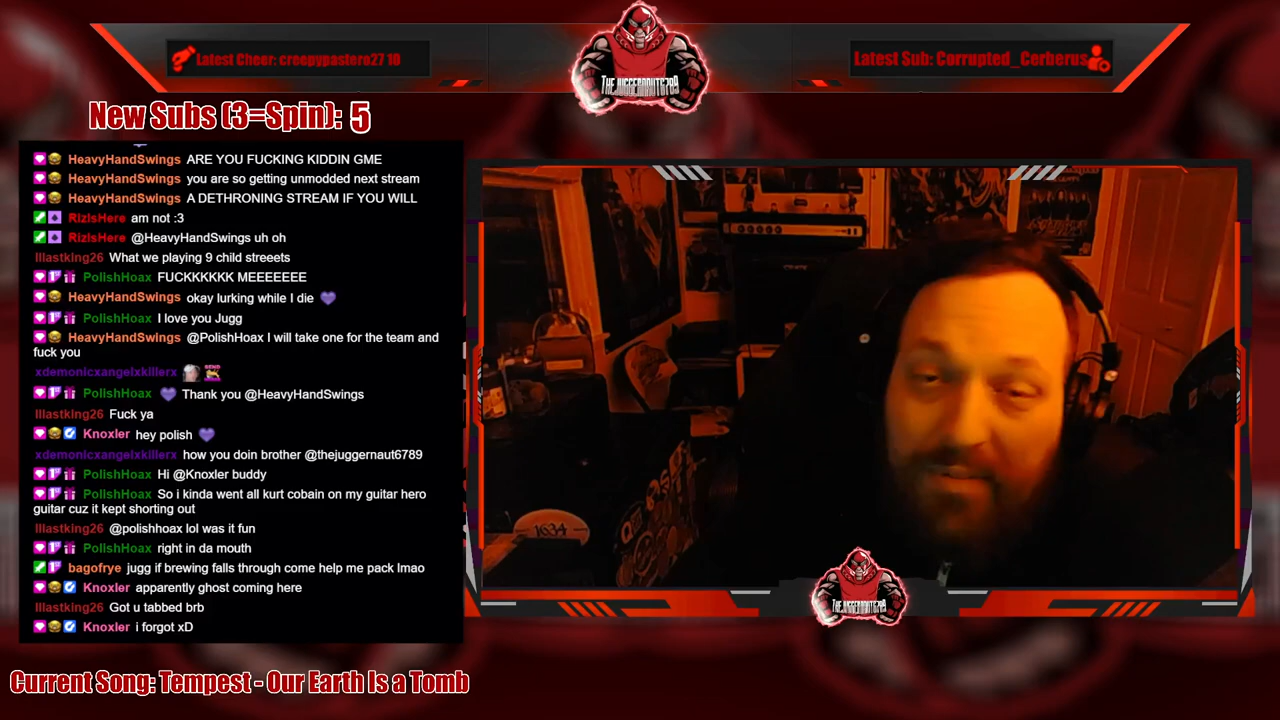 Latest Cheer: creepypastero27 10
THEJUGGERNAUT6789
Latest Sub: Corrupted_Cerberus
New Subs (3=Spin): 5
HeavyHandSwings ARE YOU FUCKING KIDDIN GME
HeavyHandSwings you are so getting unmodded next stream
HeavyHandSwings A DETHRONING STREAM IF YOU WILL
RizIsHere am not :3
RizIsHere @HeavyHandSwings uh oh
Illastking26 What we playing 9 child streeets
PolishHoax FUCKKKKKK MEEEEEEE
HeavyHandSwings okay lurking while I die
PolishHoax I love you Jugg
HeavyHandSwings @PolishHoax I will take one for the team and
fuck you
xdemonicxangelxkillerx
PolishHoax Thank you @HeavyHandSwings
Illastking26 Fuck ya
Knoxler hey polish
xdemonicxangelxkillerx how you doin brother @thejuggernaut6789
PolishHoax Hi @Knoxler buddy
PolishHoax So i kinda went all kurt cobain on my guitar hero
guitar cuz it kept shorting out
Illastking26 @polishhoax lol was it fun
PolishHoax right in da mouth
bagofrye jugg if brewing falls through come help me pack lmao
Knoxler apparently ghost coming here
Illastking26 Got u tabbed brb
Knoxler i forgot xD
1634
THEJUGGERNAUT6789
Current Song: Tempest - Our Earth Is a Tomb